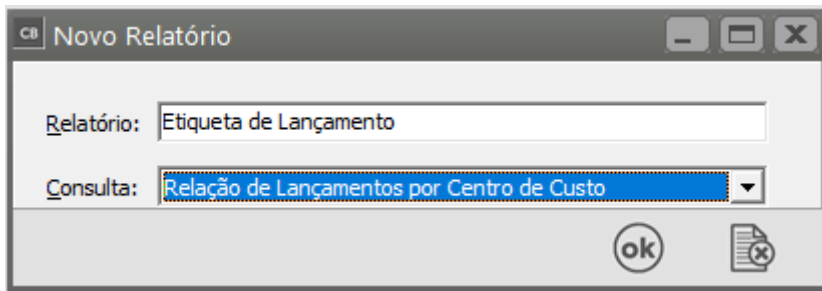 CB Novo Relatório
Relatório: Etiqueta de Lançamento
Consulta: Relação de Lançamentos por Centro de Custo
ok